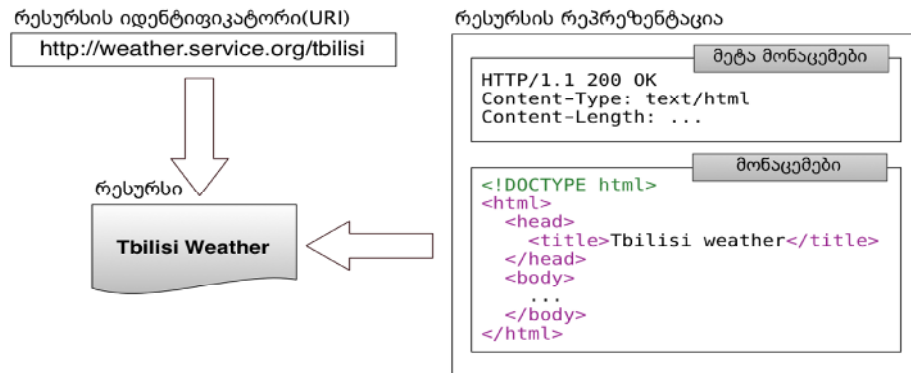 რესურსის იდენტიფიკატორი(URI)
http://weather.service.org/tbilisi
რესურსი
Tbilisi Weather
რესურსის რეპრეზენტაცია
მეტა მონაცემები
HTTP/1.1 200 OK
Content-Type: text/html
Content-Length: ...
მონაცემები
<!DOCTYPE html>
<html>
<head>
<title>Tbilisi weather</title>
</head>
<body>
...
</body>
</html>